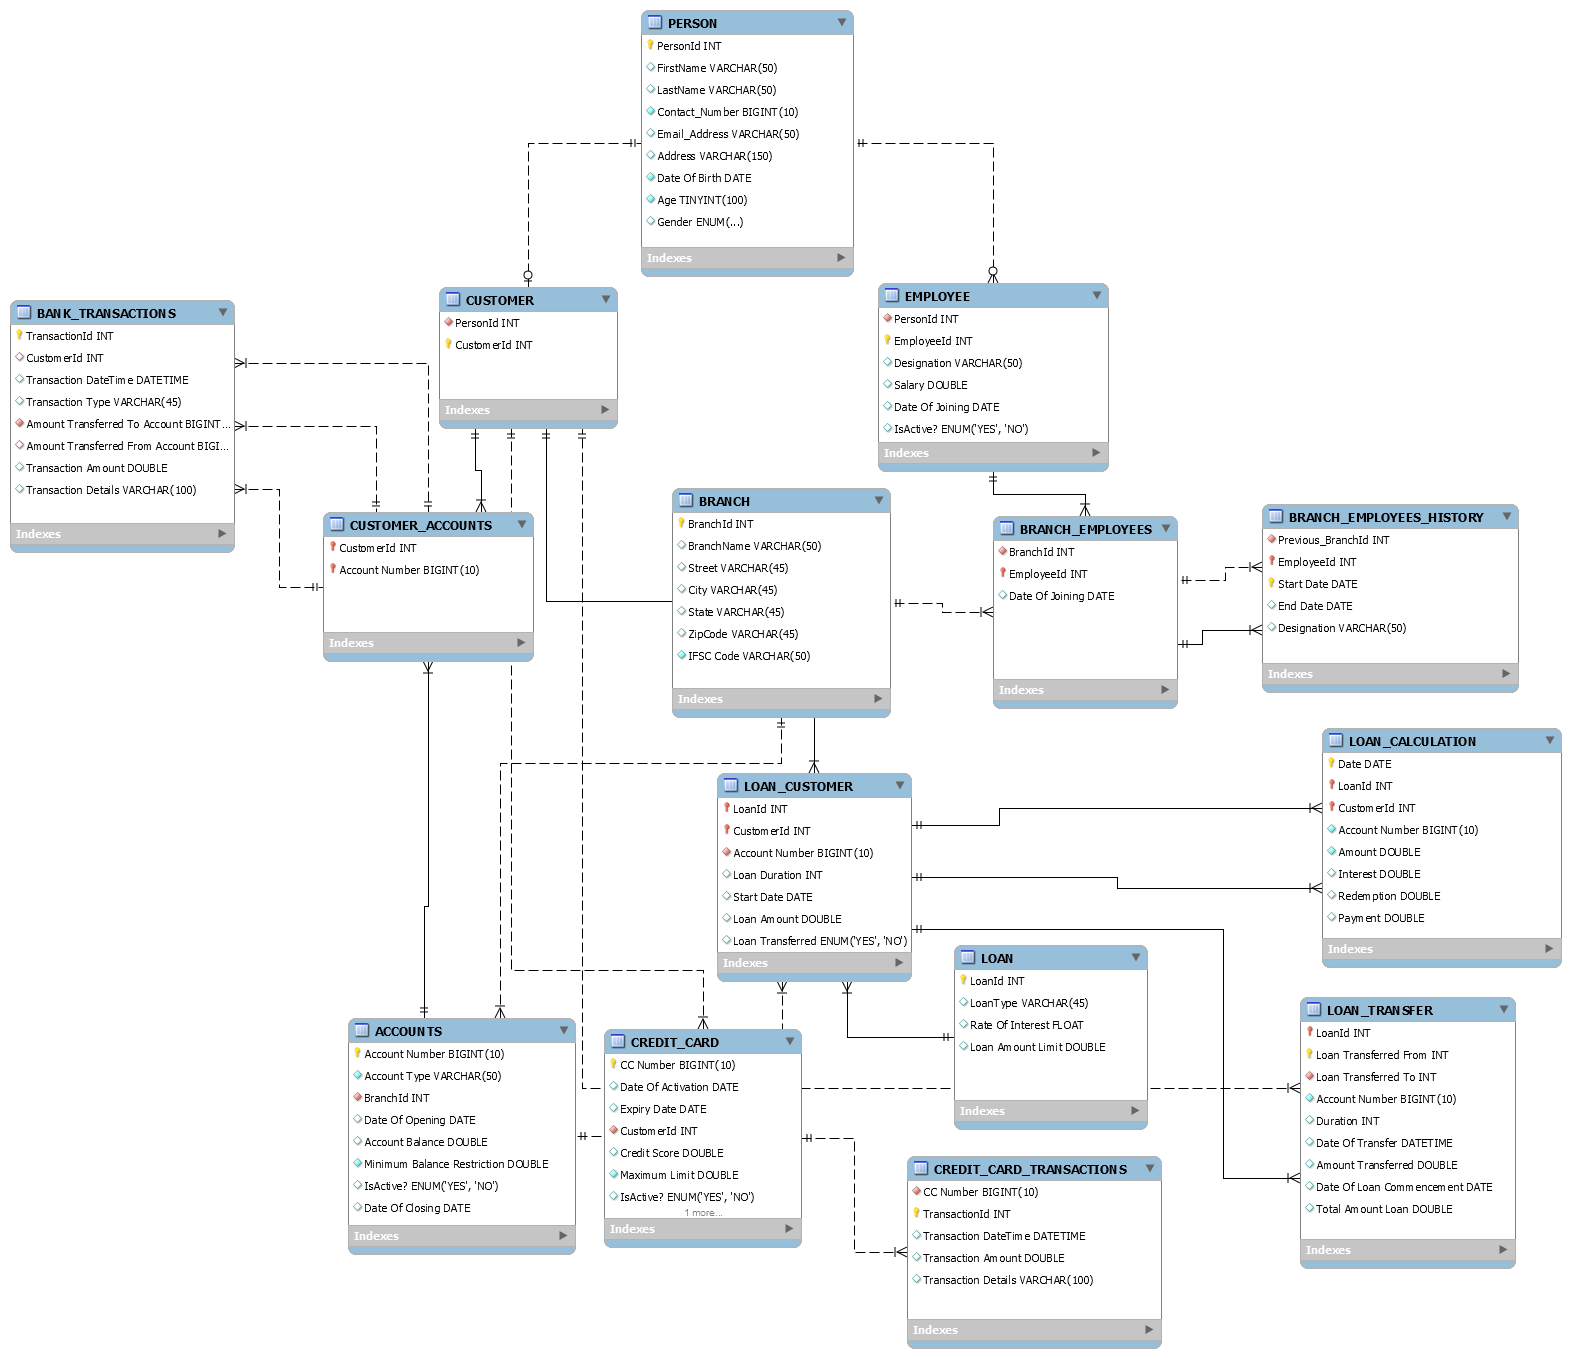 PERSON
PersonId INT
FirstName VARCHAR(50)
LastName VARCHAR(50)
Contact_Number BIGINT(10)
Email_Address VARCHAR(50)
Address VARCHAR(150)
Date Of Birth DATE
Age TINYINT(100)
Gender ENUM(...)
Indexes
BANK_TRANSACTIONS
TransactionId INT
CustomerId INT
Transaction DateTime DATETIME
Transaction Type VARCHAR(45)
Amount Transferred To Account BIGINT...
Amount Transferred From Account BIGI...
Transaction Amount DOUBLE
Transaction Details VARCHAR(100)
Indexes
CUSTOMER
PersonId INT
CustomerId INT
Indexes
EMPLOYEE
PersonId INT
EmployeeId INT
Designation VARCHAR(50)
Salary DOUBLE
Date Of Joining DATE
IsActive? ENUM('YES', 'NO')
Indexes
CUSTOMER_ACCOUNTS
CustomerId INT
Account Number BIGINT(10)
Indexes
BRANCH
BranchId INT
BranchName VARCHAR(50)
Street VARCHAR(45)
City VARCHAR(45)
State VARCHAR(45)
ZipCode VARCHAR(45)
IFSC Code VARCHAR(50)
Indexes
BRANCH_EMPLOYEES
BranchId INT
EmployeeId INT
Date Of Joining DATE
Indexes
BRANCH_EMPLOYEES_HISTORY
Previous_BranchId INT
EmployeeId INT
Start Date DATE
End Date DATE
Designation VARCHAR(50)
Indexes
LOAN_CUSTOMER
LoanId INT
CustomerId INT
Account Number BIGINT(10)
Loan Duration INT
Start Date DATE
Loan Amount DOUBLE
Loan Transferred ENUM('YES', 'NO')
Indexes
LOAN_CALCULATION
Date DATE
LoanId INT
CustomerId INT
Account Number BIGINT(10)
Amount DOUBLE
Interest DOUBLE
Redemption DOUBLE
Payment DOUBLE
Indexes
LOAN
LoanId INT
LoanType VARCHAR(45)
Rate Of Interest FLOAT
Loan Amount Limit DOUBLE
Indexes
LOAN_TRANSFER
LoanId INT
Loan Transferred From INT
Loan Transferred To INT
Account Number BIGINT(10)
Duration INT
Date Of Transfer DATETIME
Amount Transferred DOUBLE
Date Of Loan Commencement DATE
Total Amount Loan DOUBLE
Indexes
ACCOUNTS
Account Number BIGINT(10)
Account Type VARCHAR(50)
BranchId INT
Date Of Opening DATE
Account Balance DOUBLE
Minimum Balance Restriction DOUBLE
IsActive? ENUM('YES', 'NO')
Date Of Closing DATE
Indexes
CREDIT_CARD
CC Number BIGINT(10)
Date Of Activation DATE
Expiry Date DATE
CustomerId INT
Credit Score DOUBLE
Maximum Limit DOUBLE
IsActive? ENUM('YES', 'NO')
1 more...
Indexes
CREDIT_CARD_TRANSACTIONS
CC Number BIGINT(10)
TransactionId INT
Transaction DateTime DATETIME
Transaction Amount DOUBLE
Transaction Details VARCHAR(100)
Indexes